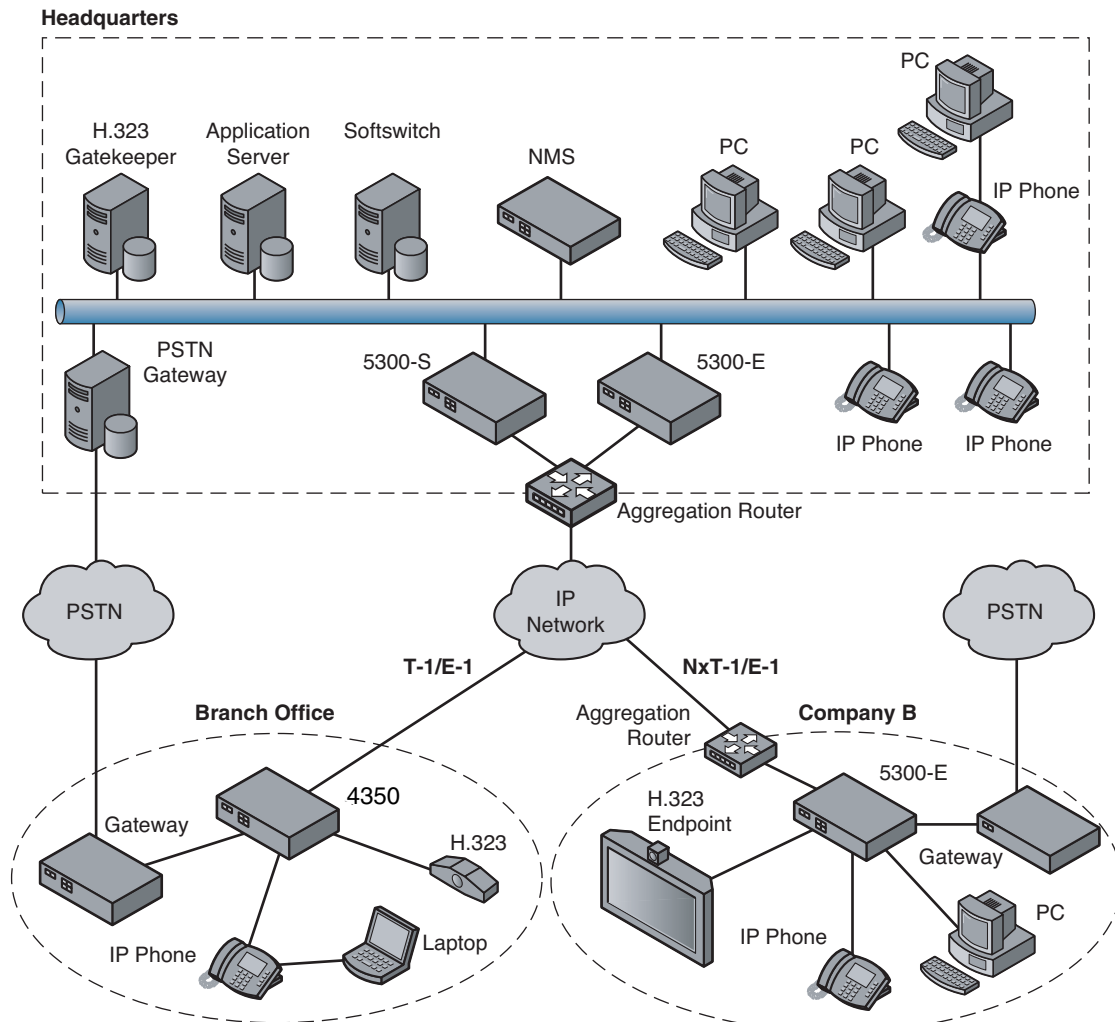 Headquarters
PC
H.323
Gatekeeper
Application
Server
Softswitch
NMS
PC
PC
IP Phone
PSTN
Gateway
5300-S
5300-E
IP Phone
IP Phone
Aggregation Router
PSTN
IP
Network
PSTN
T-1/E-1
NxT-1/E-1
Branch Office
Aggregation
Router
Company B
4350
5300-E
Gateway
H.323
H.323
Endpoint
Gateway
IP Phone
Laptop
IP Phone
PC